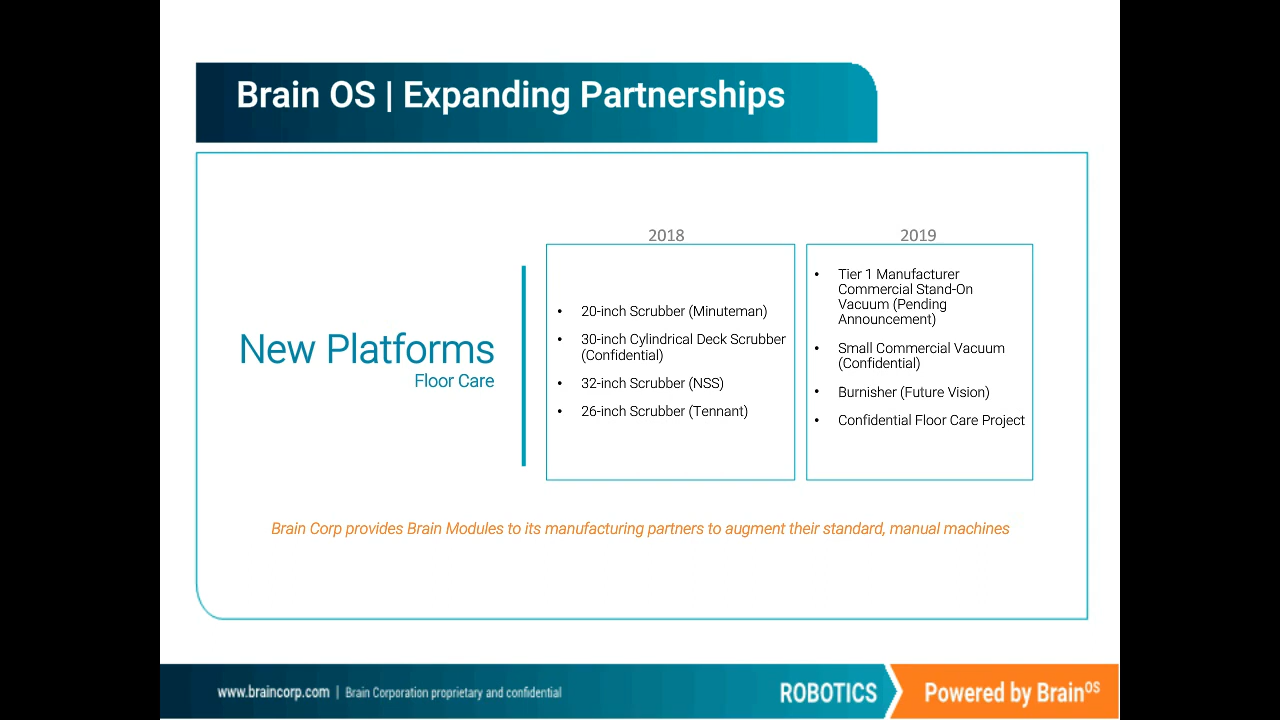 Brain OS | Expanding Partnerships
New Platforms
Floor Care
2018
• 20-inch Scrubber (Minuteman)
• 30-inch Cylindrical Deck Scrubber
(Confidential)
• 32-inch Scrubber (NSS)
• 26-inch Scrubber (Tennant)
2019
• Tier 1 Manufacturer
Commercial Stand-On
Vacuum (Pending
Announcement)
• Small Commercial Vacuum
(Confidential)
• Burnisher (Future Vision)
• Confidential Floor Care Project
Brain Corp provides Brain Modules to its manufacturing partners to augment their standard, manual machines
www.braincorp.com | Brain Corporation proprietary and confidential
ROBOTICS
Powered by BrainOS